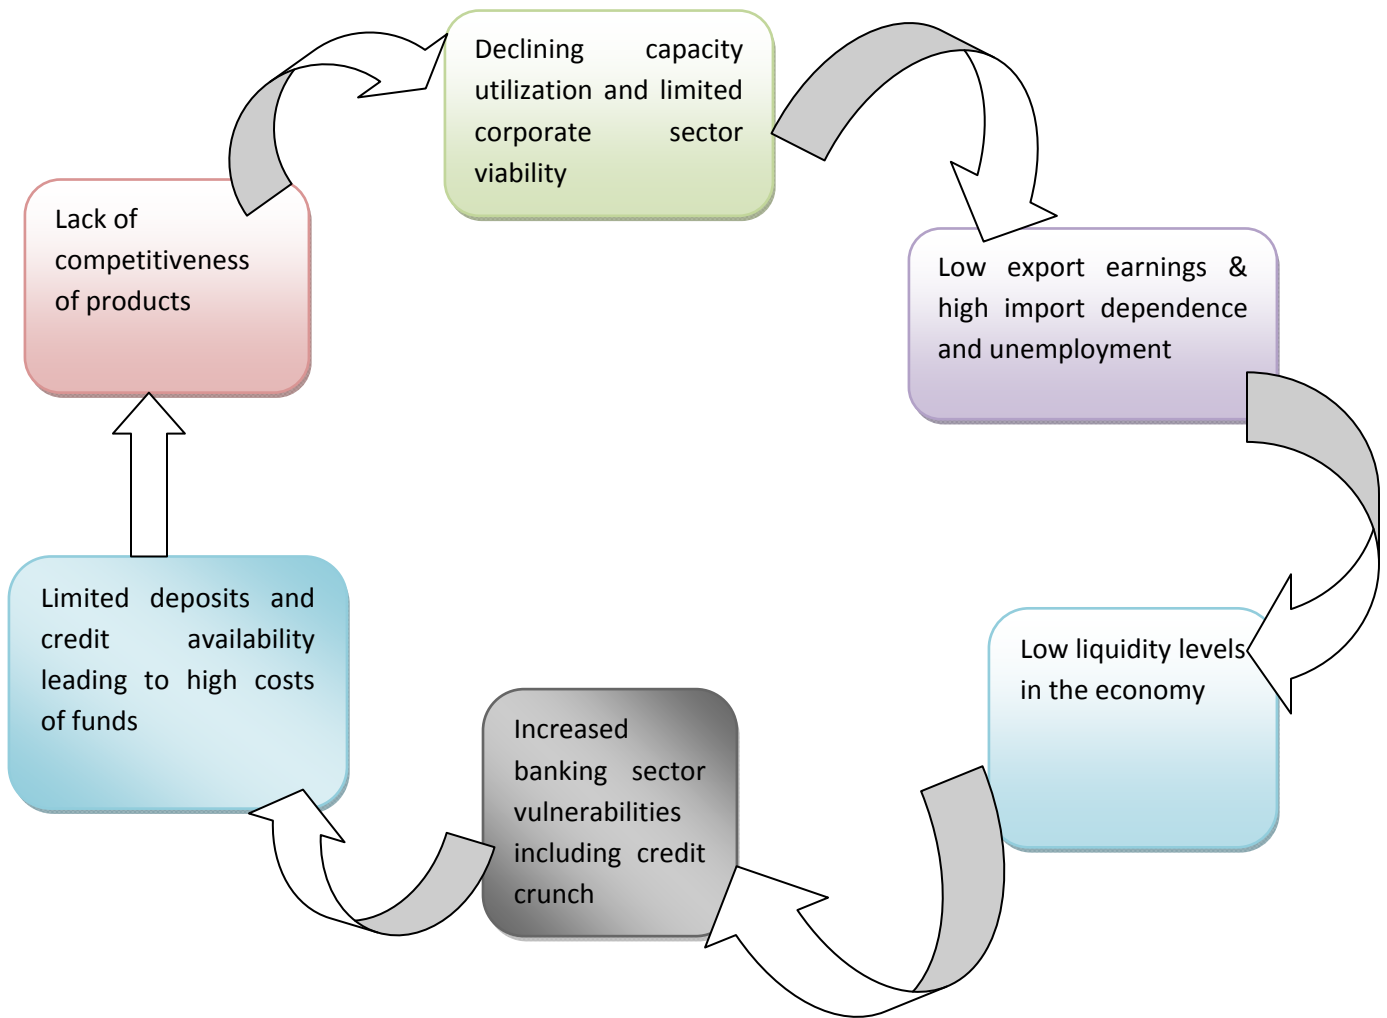 Declining capacity
utilization and limited
corporate sector
viability
Low export earnings &
high import dependence
and unemployment
Low liquidity levels
in the economy
Increased
banking sector
vulnerabilities
including credit
crunch
Limited deposits and
credit availability
leading to high costs
of funds
Lack of
competitiveness
of products